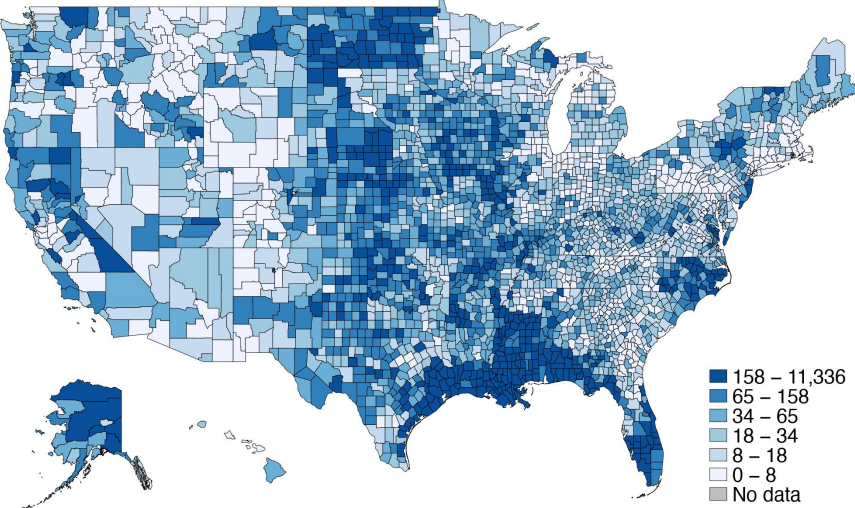 158 – 11,336
65 – 158
34 – 65
18 – 34
8 – 18
0 – 8
No data